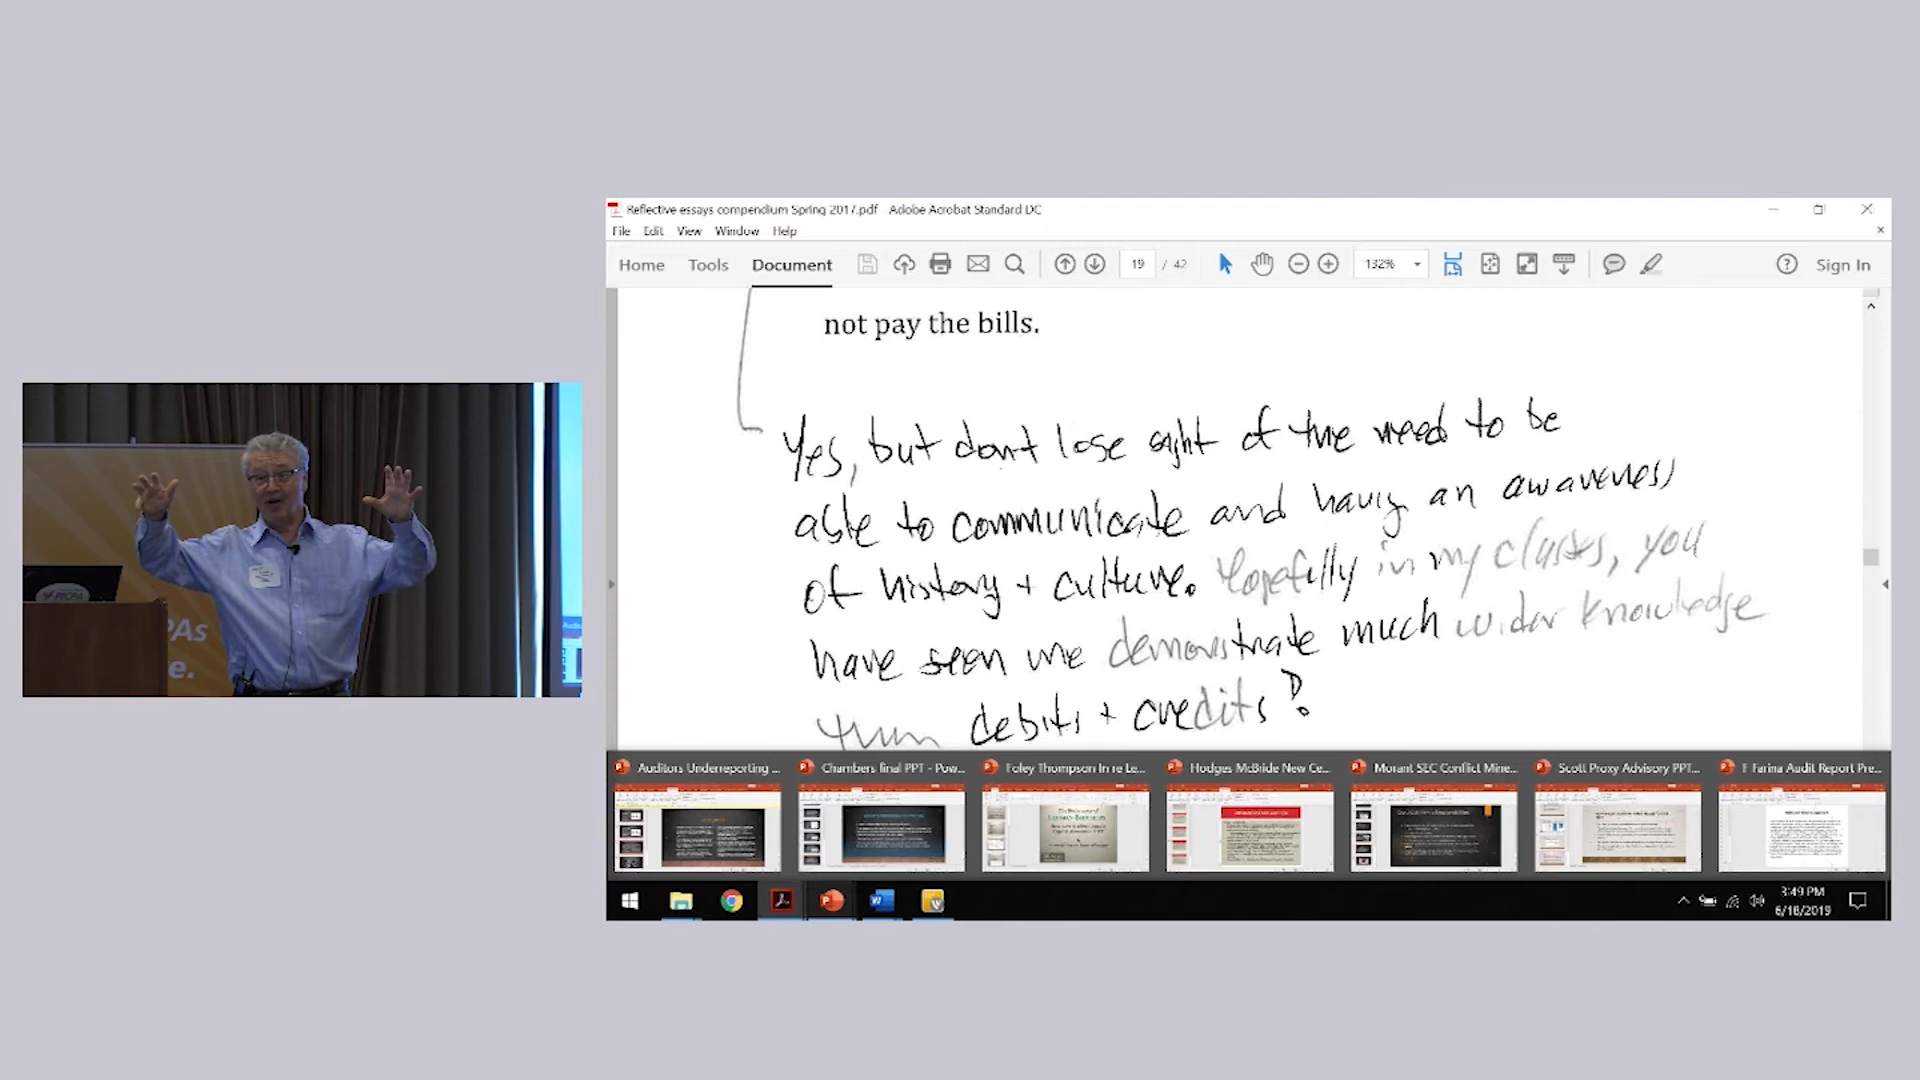 PICPA
PAs
e.
Reflective essays compendium Spring 2017.pdf - Adobe Acrobat Standard DC
File Edit View Window Help
Home Tools Document 19 / 42 132% Sign In
not pay the bills.
Yes, but don't lose sight of the need to be
able to communicate and having an awareness
of history + culture. Hopefully in my classes, you
have seen me demonstrate much wider knowledge
than debits + credits!
Auditors Underreporting ... Chambers final PPT - Pow... Foley Thompson In re Le... Hodges McBride New Ce... Morant SEC Conflict Mine... Scott Proxy Advisory PPT... T Farina Audit Report Pre...
3:49 PM
6/18/2019